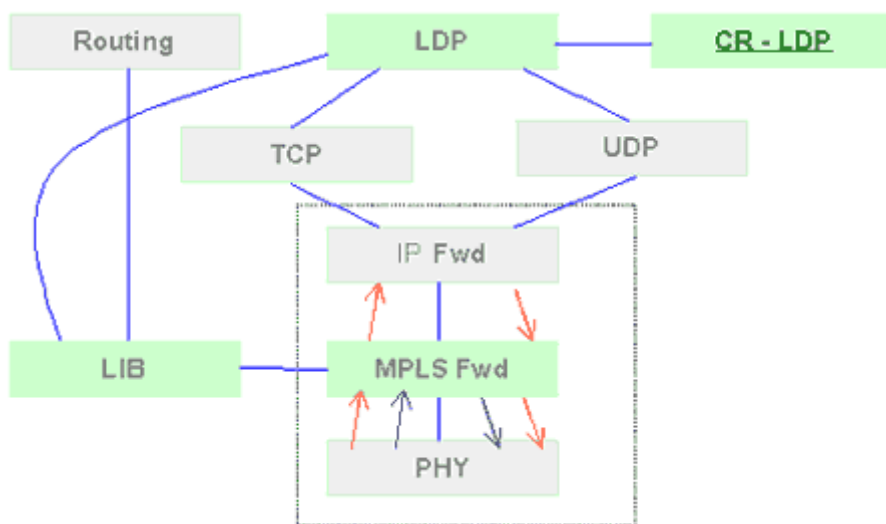 Routing
LDP
CR - LDP
TCP
UDP
IP Fwd
LIB
MPLS Fwd
PHY